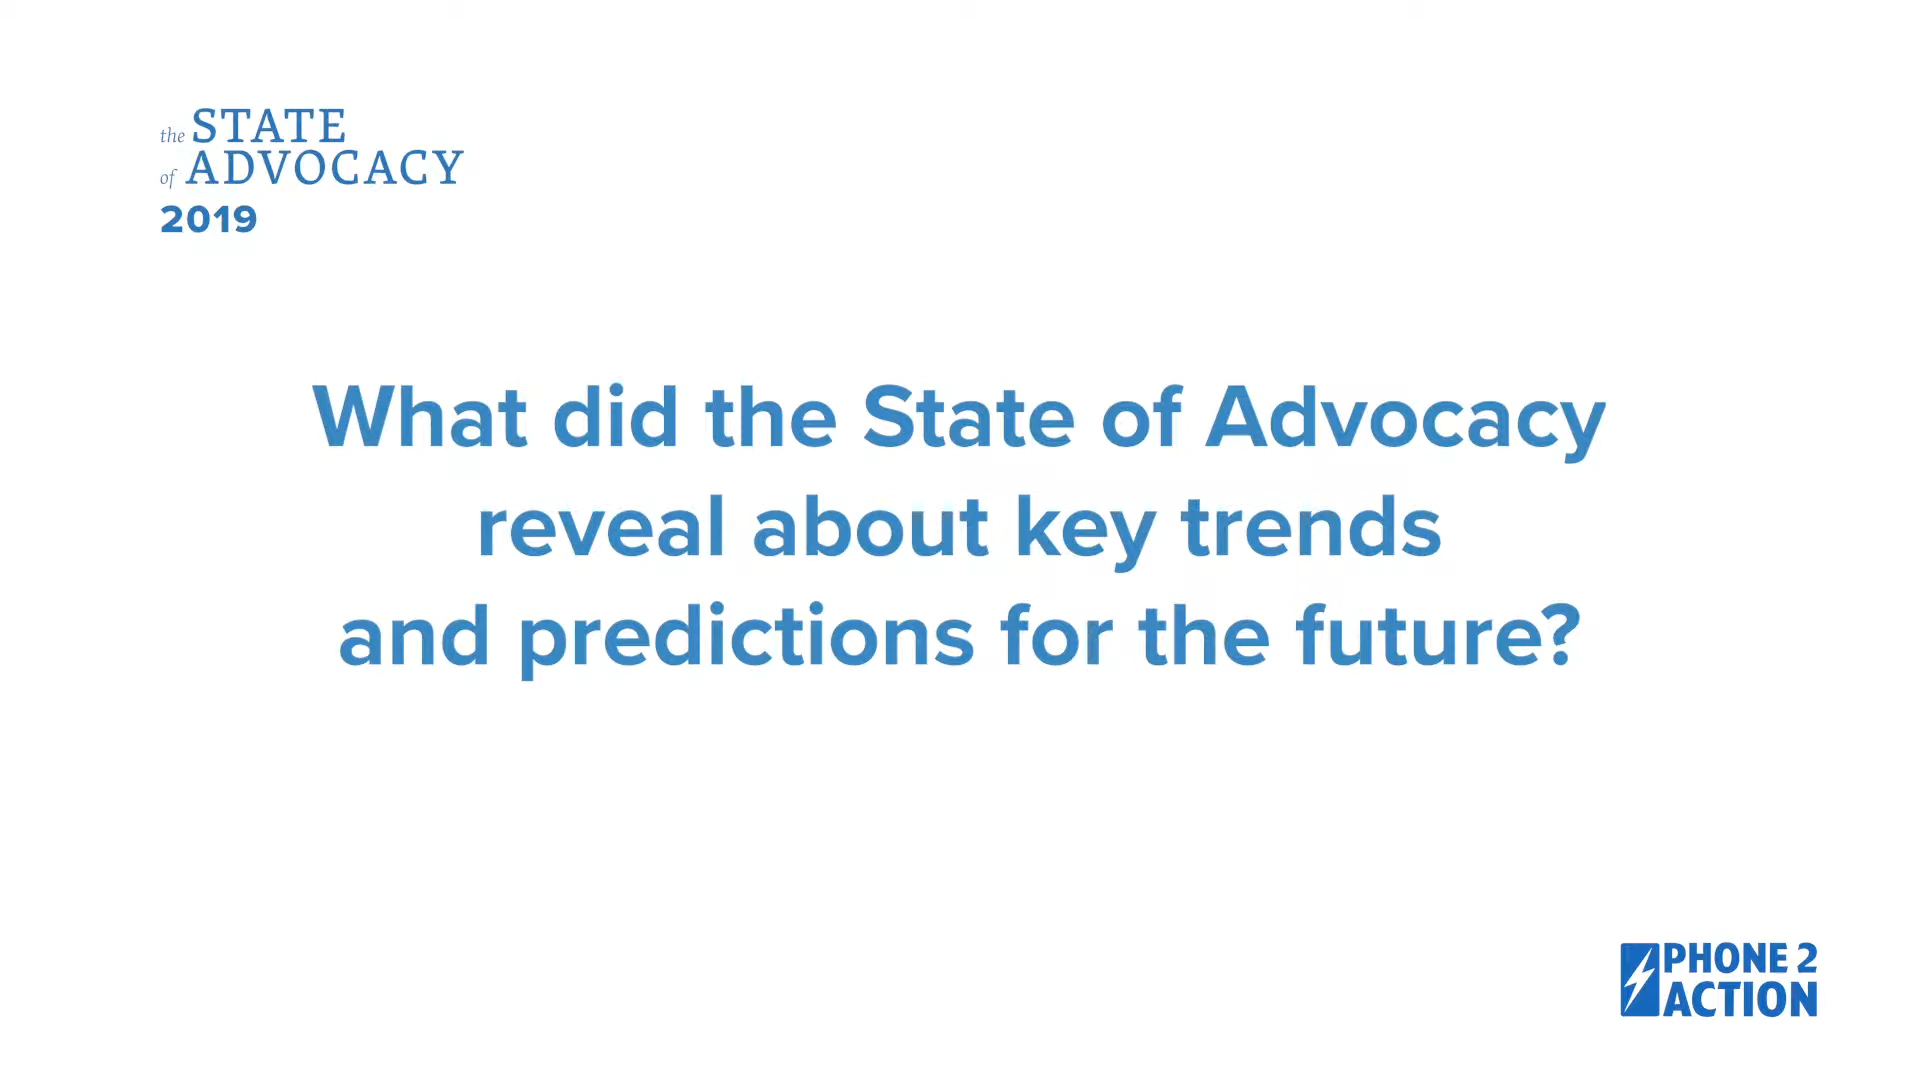 the STATE
of ADVOCACY
2019
What did the State of Advocacy
reveal about key trends
and predictions for the future?
PHONE 2
ACTION